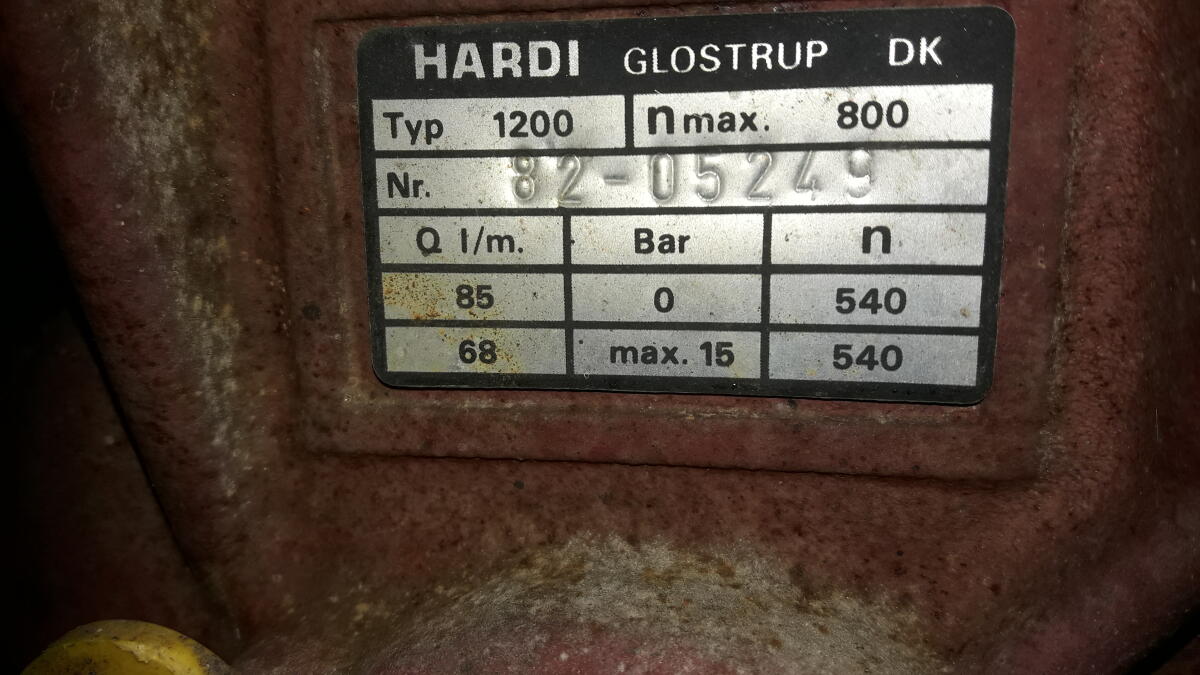 HARDI GLOSTRUP DK
Typ 1200 n max. 800
Nr. 82-05249
Q l/m. Bar n
85 0 540
68 max. 15 540